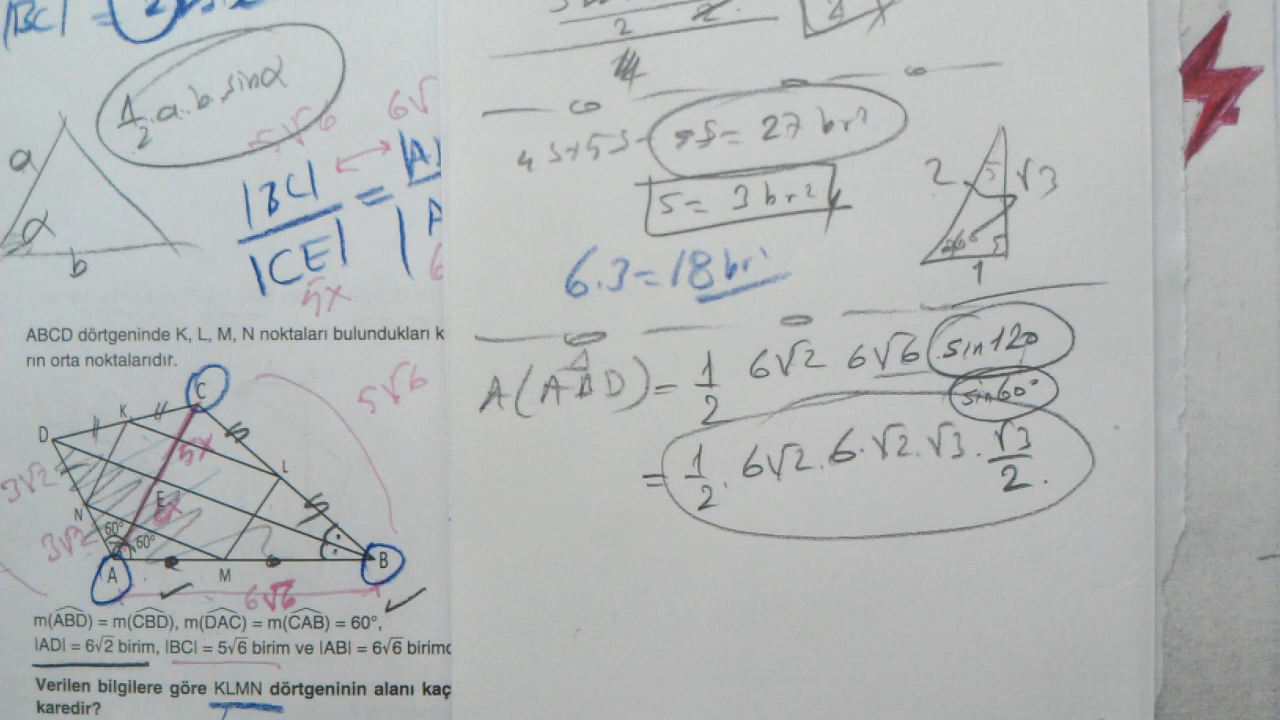 |BC| =
1/2 .a.b.sinα
a
α
b
5√6
6√
|BC| / |CE| =
5x
ABCD dörtgeninde K, L, M, N noktaları bulundukları k
rın orta noktalarıdır.
D
K
C
5√6
5x
L
3√2
E
6x
N
60°
60°
3√2
A
M
B
6√6
m(ABD) = m(CBD), m(DAC) = m(CAB) = 60°,
|AD| = 6√2 birim, |BC| = 5√6 birim ve |AB| = 6√6 birim
Verilen bilgilere göre KLMN dörtgeninin alanı kaç
karedir?
2
4S+5S
9S = 27 br²
S = 3 br²
6.3=18 br²
2
√3
60°
1
A(ABD) = 1/2 6√2 6√6 sin120
sin60°
= 1/2 . 6√2 . 6 . √2 . √3 . √3/2 .